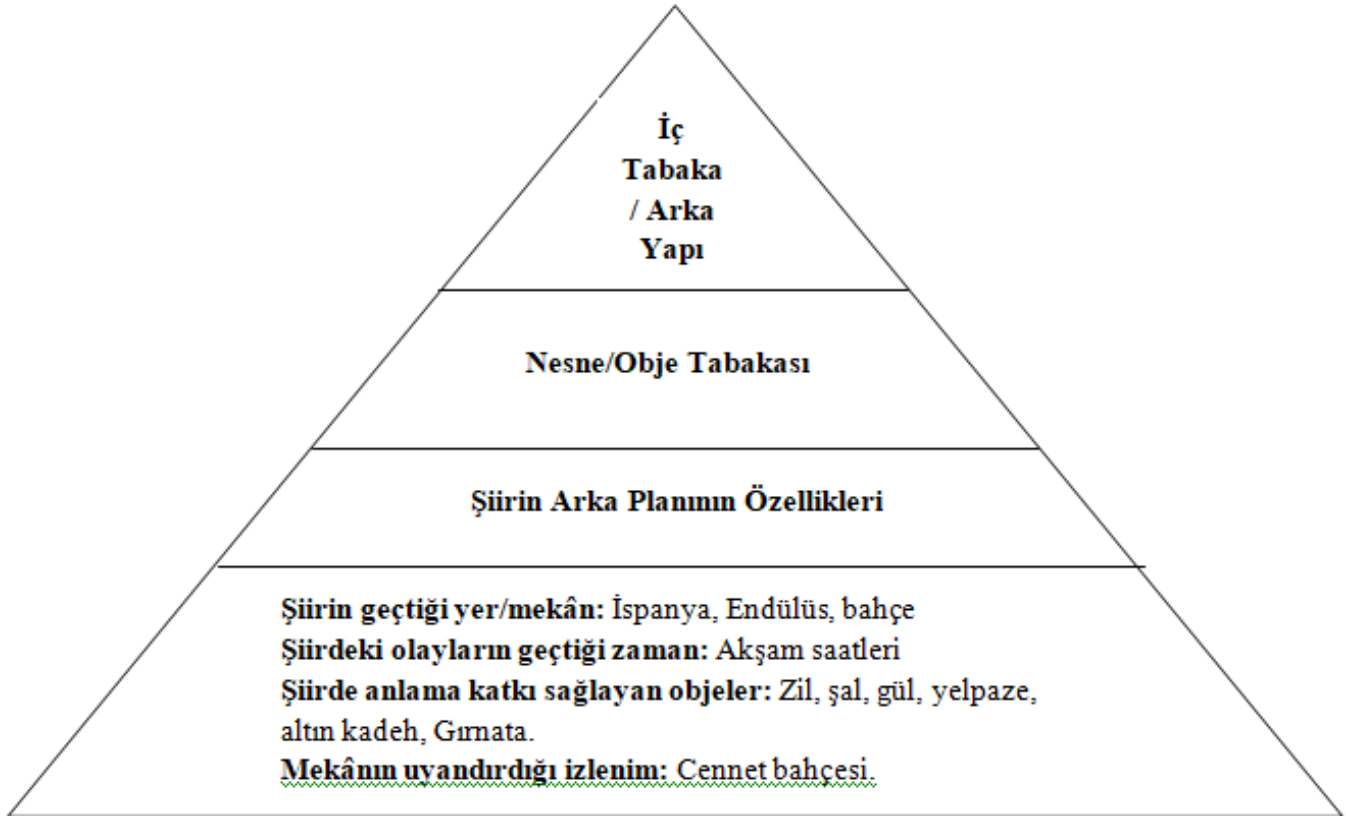 İç
Tabaka
/ Arka
Yapı
Nesne/Obje Tabakası
Şiirin Arka Planının Özellikleri
Şiirin geçtiği yer/mekân: İspanya, Endülüs, bahçe
Şiirdeki olayların geçtiği zaman: Akşam saatleri
Şiirde anlama katkı sağlayan objeler: Zil, şal, gül, yelpaze,
altın kadeh, Gırnata.
Mekânın uyandırdığı izlenim: Cennet bahçesi.